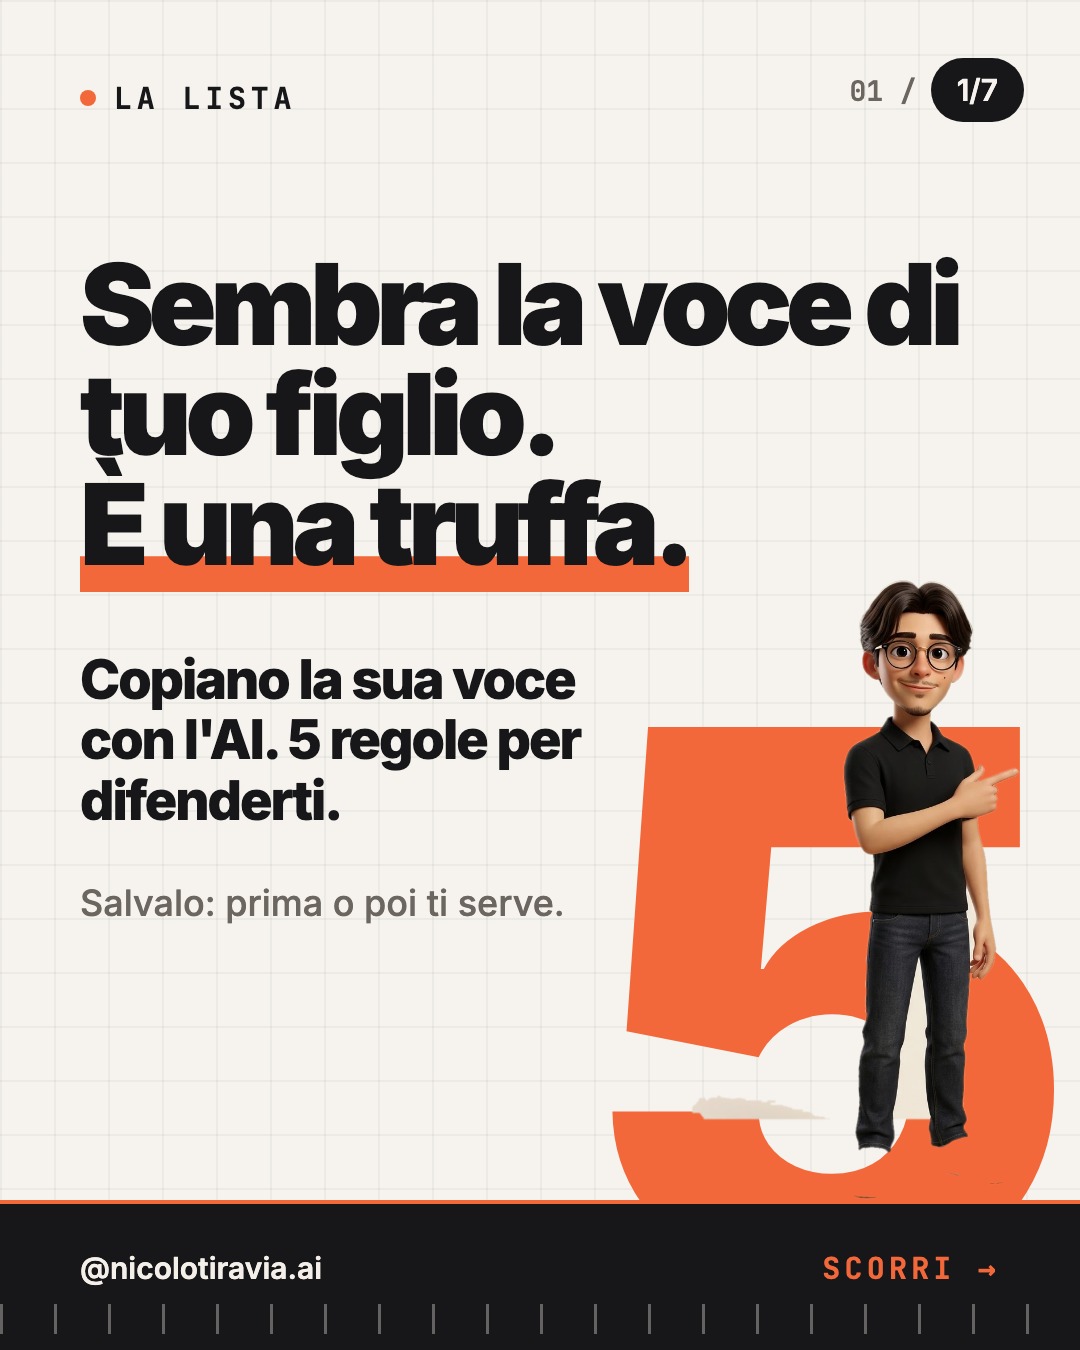 LA LISTA
01 / 1/7
Sembra la voce di
tuo figlio.
È una truffa.
Copiano la sua voce
con l'AI. 5 regole per
difenderti.
Salvalo: prima o poi ti serve.
5
@nicolotiravia.ai
SCORRI →